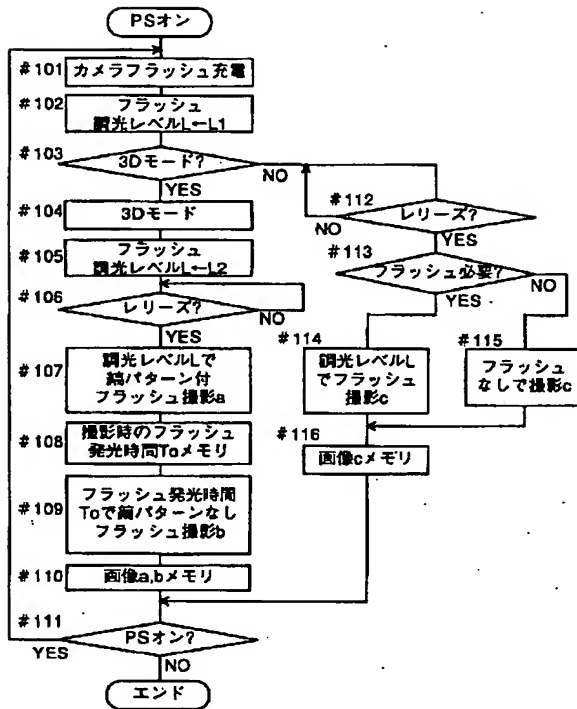 PSオン
#101
カメラフラッシュ充電
#102
フラッシュ
調光レベルL←L1
#103
3Dモード?
NO
YES
#104
3Dモード
#105
フラッシュ
調光レベルL←L2
#106
レリーズ?
NO
YES
#107
調光レベルLで
縞パターン付
フラッシュ撮影a
#108
撮影時のフラッシュ
発光時間Toメモリ
#109
フラッシュ発光時間
Toで縞パターンなし
フラッシュ撮影b
#110
画像a,bメモリ
#111
PSオン?
YES
NO
エンド
#112
レリーズ?
NO
YES
#113
フラッシュ必要?
NO
YES
#114
調光レベルL
でフラッシュ
撮影c
#115
フラッシュ
なしで撮影c
#116
画像cメモリ